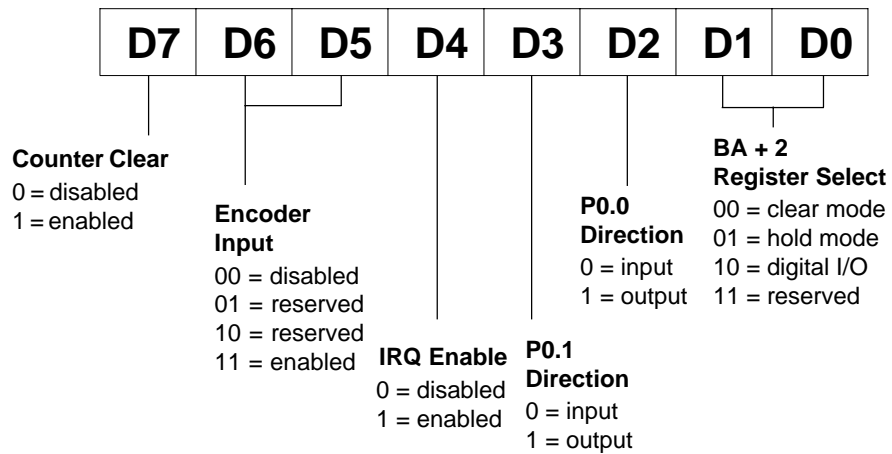 D7 D6 D5 D4 D3 D2 D1 D0
Counter Clear
0 = disabled
1 = enabled
Encoder
Input
00 = disabled
01 = reserved
10 = reserved
11 = enabled
IRQ Enable
0 = disabled
1 = enabled
P0.1
Direction
0 = input
1 = output
P0.0
Direction
0 = input
1 = output
BA + 2
Register Select
00 = clear mode
01 = hold mode
10 = digital I/O
11 = reserved